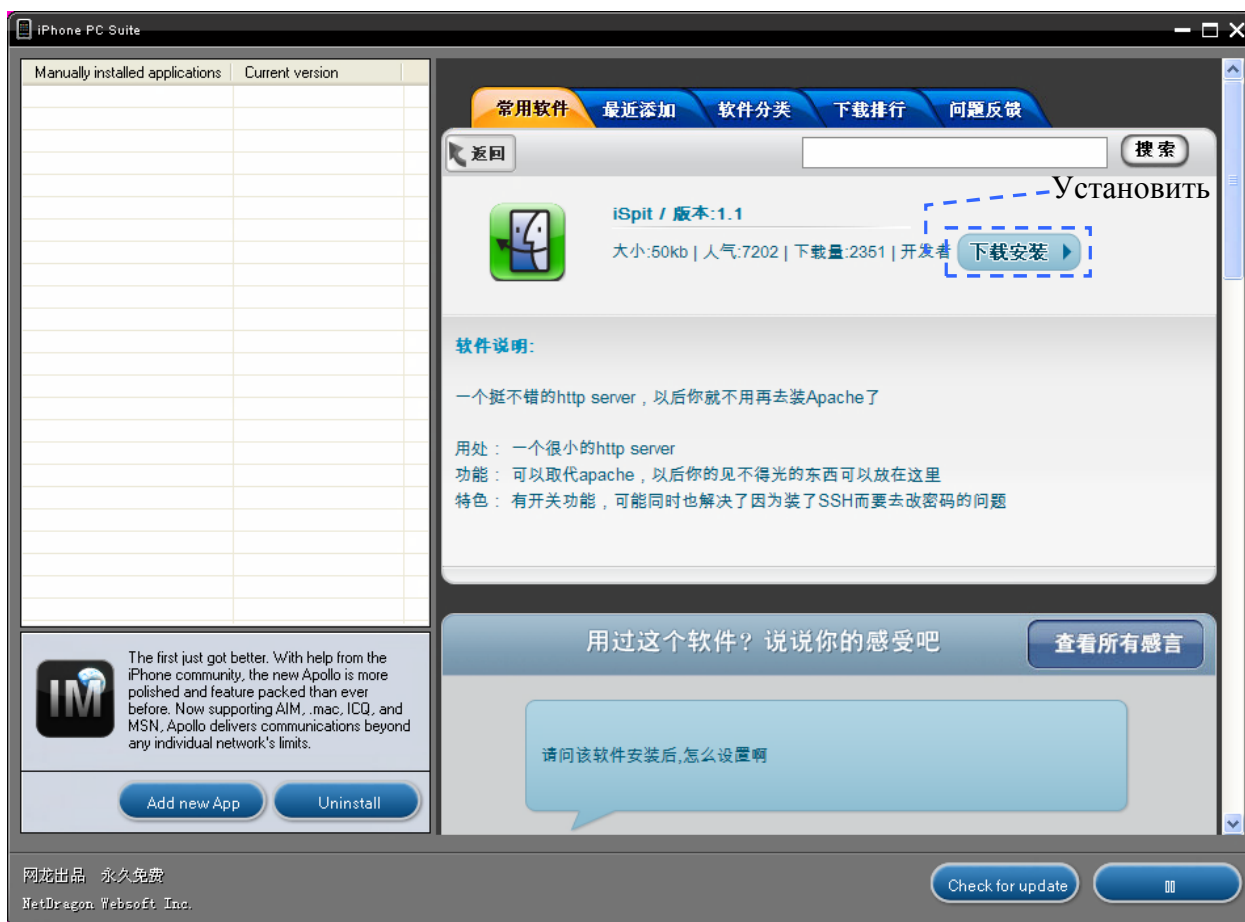 iPhone PC Suite
Manually installed applications Current version
常用软件 最近添加 软件分类 下载排行 问题反馈
返回 搜索
Установить
iSpit / 版本:1.1
大小:50kb | 人气:7202 | 下载量:2351 | 开发者 下载安装
软件说明:
一个挺不错的http server，以后你就不用再去装Apache了
用处： 一个很小的http server
功能： 可以取代apache，以后你的见不得光的东西可以放在这里
特色： 有开关功能，可能同时也解决了因为装了SSH而要去改密码的问题
用过这个软件? 说说你的感受吧 查看所有感言
请问该软件安装后,怎么设置啊
IM
The first just got better. With help from the
iPhone community, the new Apollo is more
polished and feature packed than ever
before. Now supporting AIM, .mac, ICQ, and
MSN, Apollo delivers communications beyond
any individual network's limits.
Add new App Uninstall
网龙出品 永久免费
NetDragon Websoft Inc.
Check for update